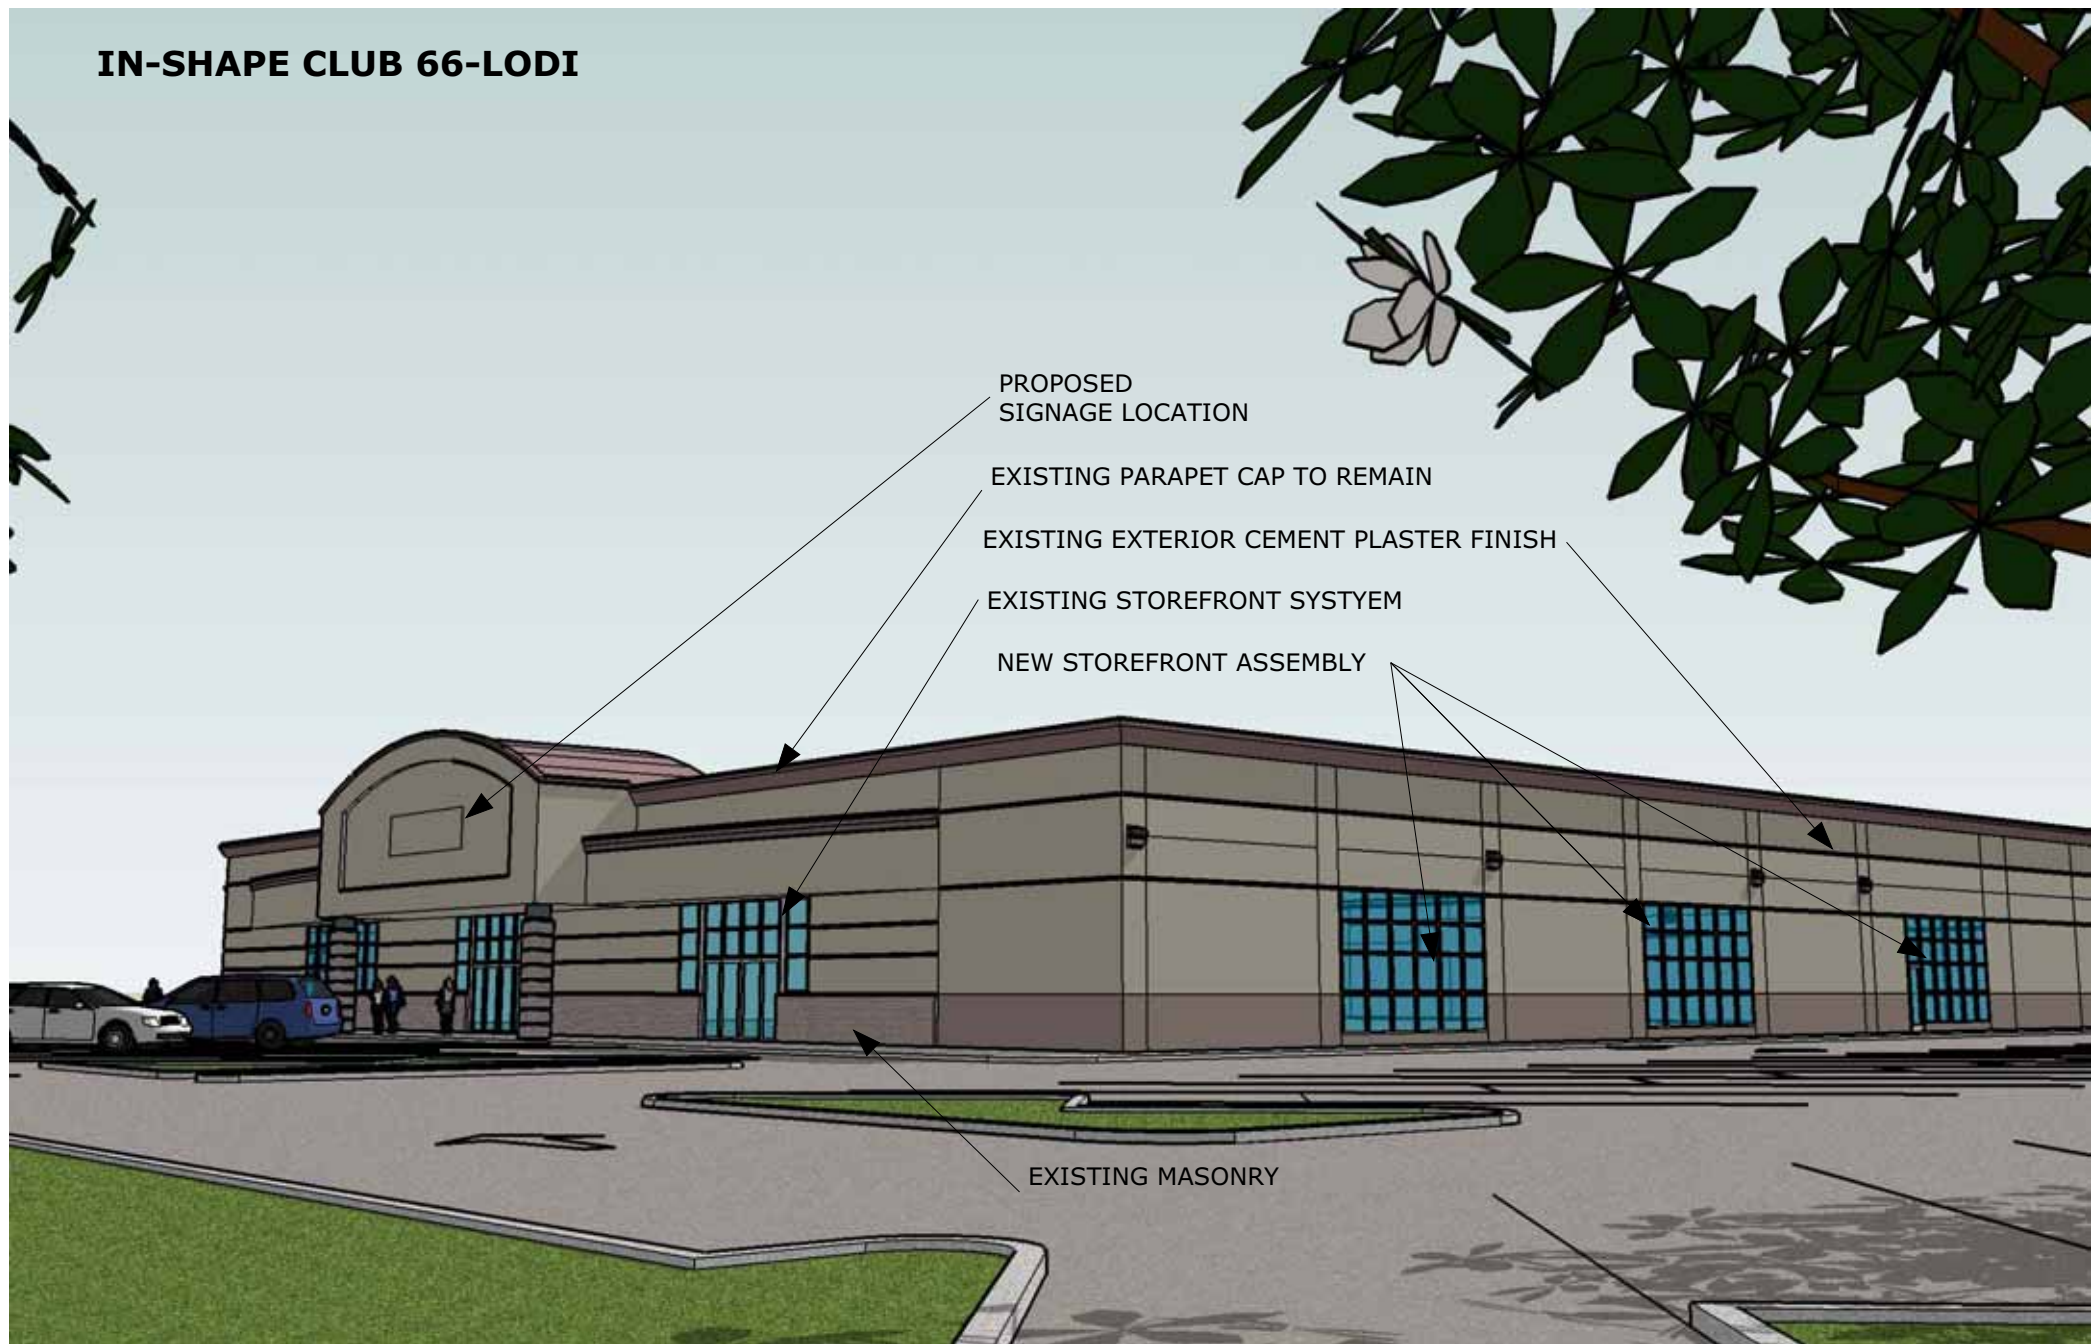 IN-SHAPE CLUB 66-LODI
PROPOSED
SIGNAGE LOCATION
EXISTING PARAPET CAP TO REMAIN
EXISTING EXTERIOR CEMENT PLASTER FINISH
EXISTING STOREFRONT SYSTYEM
NEW STOREFRONT ASSEMBLY
EXISTING MASONRY